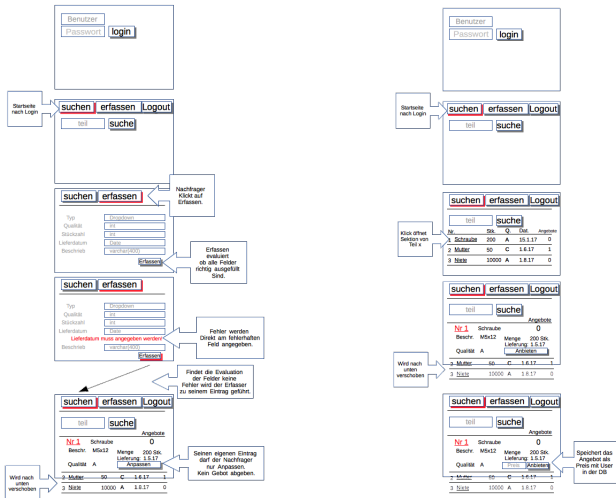 Benutzer
Passwort login
Startseite
nach Login
suchen erfassen Logout
teil suche
suchen erfassen
Nachfrager
Klickt auf
Erfassen.
Typ Dropdown
Qualität Int
Stückzahl Int
Lieferdatum Date
Beschrieb varchar(400)
Erfassen
Erfassen
evaluiert
ob alle Felder
richtig ausgefüllt
Sind.
suchen erfassen
Typ Dropdown
Qualität Int
Stückzahl Int
Lieferdatum Date
Lieferdatum muss angegeben werden!
Beschrieb varchar(400)
Erfassen
Fehler werden
Direkt am fehlerhaften
Feld angegeben.
Findet die Evaluation
der Felder keine
Fehler wird der Erfasser
zu seinem Eintrag geführt.
suchen erfassen Logout
teil suche
Angebote
Nr 1 Schraube 0
Beschr. M5x12 Menge 200 Stk.
Lieferung: 1.5.17
Qualität A Anpassen
Seinen eigenen Eintrag
darf der Nachfrager
nur Anpassen.
Kein Gebot abgeben.
Wird nach
unten
verschoben
2 Mutter 50 C 1.6.17 1
3 Niete 10000 A 1.8.17 0
Benutzer
Passwort login
Startseite
nach Login
suchen erfassen Logout
teil suche
suchen erfassen Logout
teil suche
Nr. Stk. Q. Dat. Angebote
1 Schraube 200 A 15.1.17 0
2 Mutter 50 C 1.6.17 1
3 Niete 10000 A 1.8.17 0
Klick öffnet
Sektion von
Teil x
suchen erfassen Logout
teil suche
Angebote
Nr 1 Schraube 0
Beschr. M5x12 Menge 200 Stk.
Lieferung: 1.5.17
Qualität A Anbieten
Wird nach
unten
verschoben
2 Mutter 50 C 1.6.17 1
3 Niete 10000 A 1.8.17 0
suchen erfassen Logout
teil suche
Angebote
Nr 1 Schraube 0
Beschr. M5x12 Menge 200 Stk.
Lieferung: 1.5.17
Qualität A Preis Anbieten
Speichert das
Angebot als
Preis mit User
in der DB
2 Mutter 50 C 1.6.17 1
3 Niete 10000 A 1.8.17 0